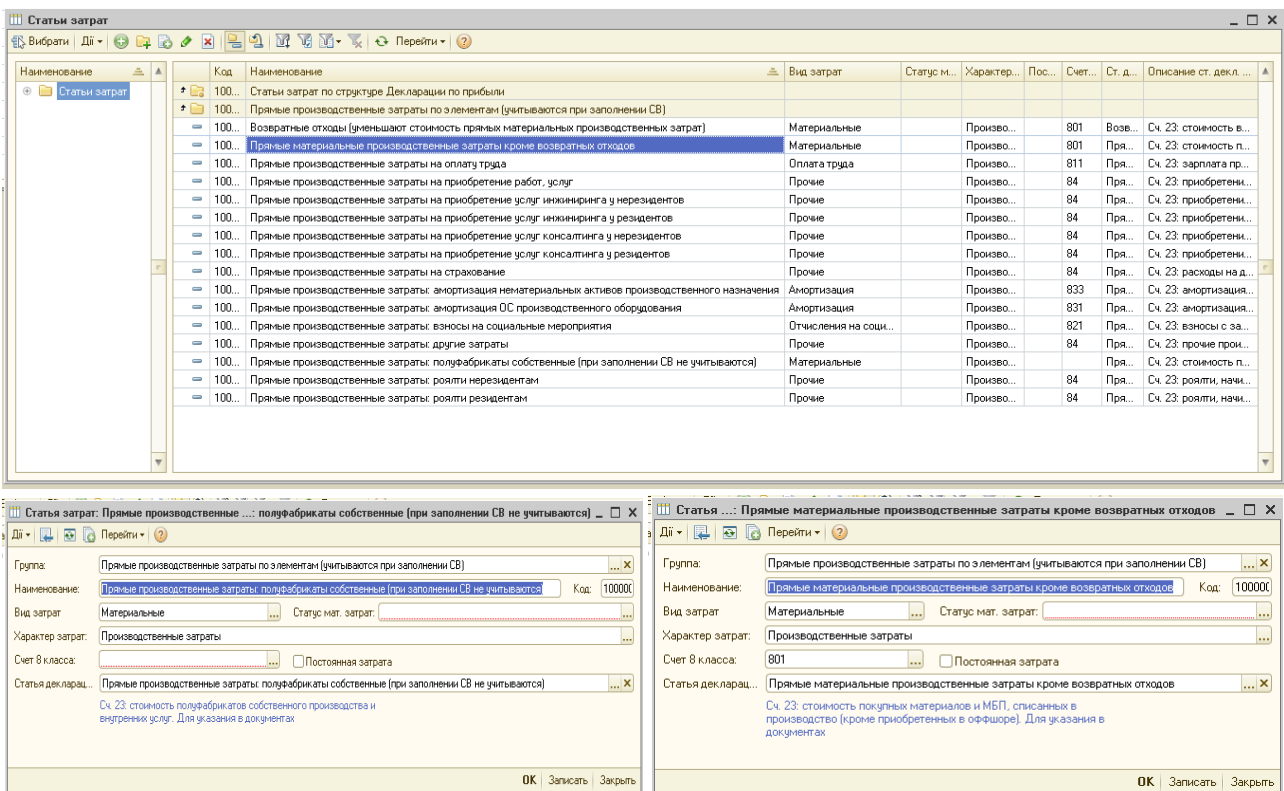 Статьи затрат
Вибрати Дії Перейти
Наименование Код Наименование Вид затрат Статус м... Характер... Пос... Счет... Ст. д... Описание ст. декл. ...
Статьи затрат
100... Статьи затрат по структуре Декларации по прибыли
100... Прямые производственные затраты по элементам (учитываются при заполнении СВ)
100... Возвратные отходы (уменьшают стоимость прямых материальных производственных затрат) Материальные Произво... 801 Возв... Сч. 23: стоимость в...
100... Прямые материальные производственные затраты кроме возвратных отходов Материальные Произво... 801 Пря... Сч. 23: стоимость п...
100... Прямые производственные затраты на оплату труда Оплата труда Произво... 811 Пря... Сч. 23: зарплата пр...
100... Прямые производственные затраты на приобретение работ, услуг Прочие Произво... 84 Пря... Сч. 23: приобретени...
100... Прямые производственные затраты на приобретение услуг инжиниринга у нерезидентов Прочие Произво... 84 Пря... Сч. 23: приобретени...
100... Прямые производственные затраты на приобретение услуг инжиниринга у резидентов Прочие Произво... 84 Пря... Сч. 23: приобретени...
100... Прямые производственные затраты на приобретение услуг консалтинга у нерезидентов Прочие Произво... 84 Пря... Сч. 23: приобретени...
100... Прямые производственные затраты на приобретение услуг консалтинга у резидентов Прочие Произво... 84 Пря... Сч. 23: приобретени...
100... Прямые производственные затраты на страхование Прочие Произво... 84 Пря... Сч. 23: расходы на д...
100... Прямые производственные затраты: амортизация нематериальных активов производственного назначения Амортизация Произво... 833 Пря... Сч. 23: амортизация...
100... Прямые производственные затраты: амортизация ОС производственного оборудования Амортизация Произво... 831 Пря... Сч. 23: амортизация...
100... Прямые производственные затраты: взносы на социальные мероприятия Отчисления на соци... Произво... 821 Пря... Сч. 23: взносы с за...
100... Прямые производственные затраты: другие затраты Прочие Произво... 84 Пря... Сч. 23: прочие прои...
100... Прямые производственные затраты: полуфабрикаты собственные (при заполнении СВ не учитываются) Материальные Произво... Пря... Сч. 23: стоимость п...
100... Прямые производственные затраты: роялти нерезидентам Прочие Произво... 84 Пря... Сч. 23: роялти, начи...
100... Прямые производственные затраты: роялти резидентам Прочие Произво... 84 Пря... Сч. 23: роялти, начи...
Статья затрат: Прямые производственные ...: полуфабрикаты собственные (при заполнении СВ не учитываются)
Дії Перейти
Группа: Прямые производственные затраты по элементам (учитываются при заполнении СВ)
Наименование: Прямые производственные затраты: полуфабрикаты собственные (при заполнении СВ не учитываются) Код: 100000
Вид затрат Материальные Статус мат. затрат:
Характер затрат: Производственные затраты
Счет 8 класса: Постоянная затрата
Статья декларац... Прямые производственные затраты: полуфабрикаты собственные (при заполнении СВ не учитываются)
Сч. 23: стоимость полуфабрикатов собственного производства и
внутренних услуг. Для указания в документах
OK Записать Закрыть
Статья ...: Прямые материальные производственные затраты кроме возвратных отходов
Дії Перейти
Группа: Прямые производственные затраты по элементам (учитываются при заполнении СВ)
Наименование: Прямые материальные производственные затраты кроме возвратных отходов Код: 100000
Вид затрат Материальные Статус мат. затрат:
Характер затрат: Производственные затраты
Счет 8 класса: 801 Постоянная затрата
Статья декларац... Прямые материальные производственные затраты кроме возвратных отходов
Сч. 23: стоимость покупных материалов и МБП, списанных в
производство (кроме приобретенных в оффшоре). Для указания в
документах
OK Записать Закрыть